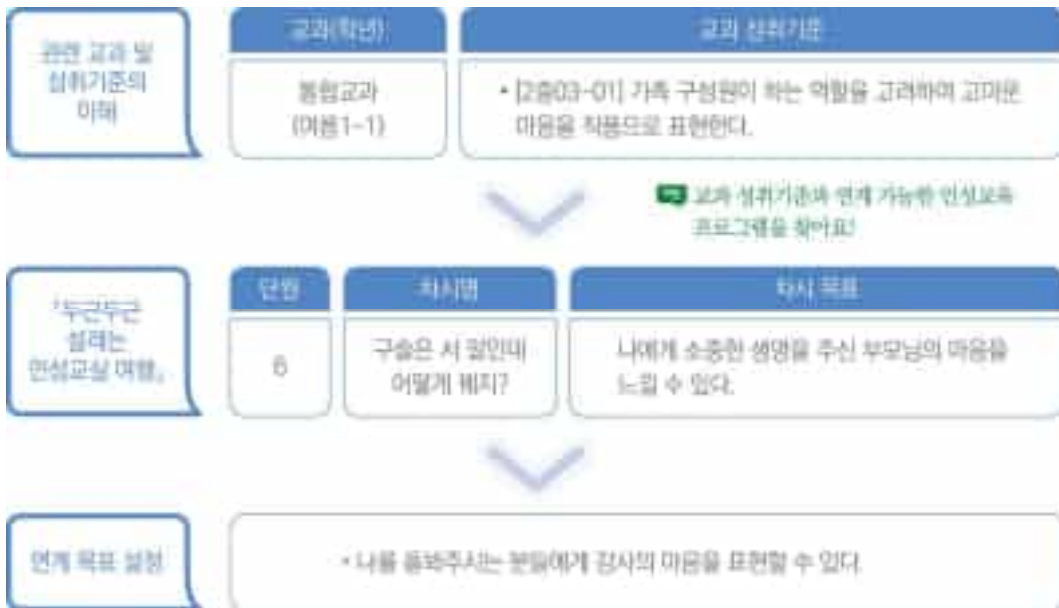 관련 교과 및
성취기준의
이해
교과(학년)
교과 성취기준
통합교과
(여름1-1)
• [2즐03-01] 가족 구성원이 하는 역할을 고려하여 고마운
마음을 작품으로 표현한다.
교과 성취기준과 연계 가능한 인성교육
프로그램을 찾아요!
『두근두근
설레는
인성교실 여행』
단원
차시명
차시 목표
6
구슬은 서 말인데
어떻게 꿰지?
나에게 소중한 생명을 주신 부모님의 마음을
느낄 수 있다.
연계 목표 설정
• 나를 돌봐주시는 분들에게 감사의 마음을 표현할 수 있다.